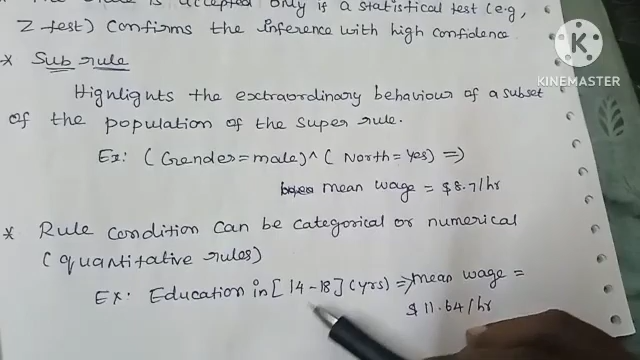 rule is accepted only if a statistical test (e.g,
Z-test) confirms the inference with high confidence
KINEMASTER
* Sub rule
Highlights the extraordinary behaviour of a subset
of the population of the super rule.
Ex: (Gender=male)^(North=yes) =>
mean wage = $8.7/hr
* Rule condition can be categorical or numerical
(quantitative rules)
Ex: Education in [14-18] (yrs) => mean wage =
$11.64/hr